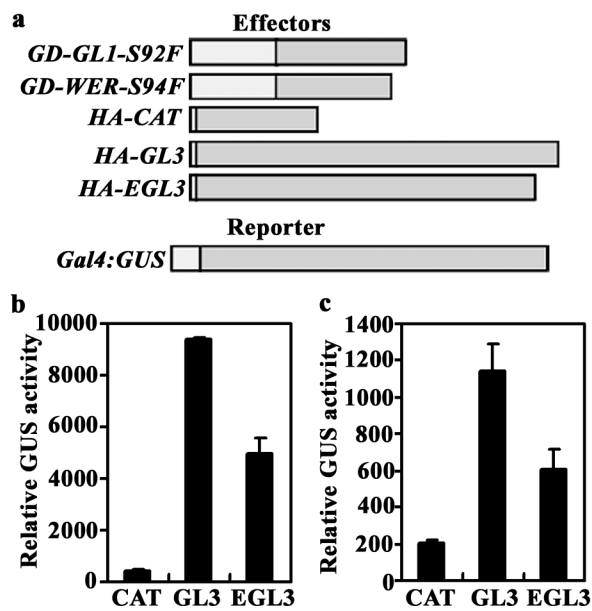 a
Effectors
GD-GL1-S92F
GD-WER-S94F
HA-CAT
HA-GL3
HA-EGL3
Reporter
Gal4:GUS
b
Relative GUS activity
10000
8000
6000
4000
2000
0
CAT GL3 EGL3
c
Relative GUS activity
1400
1200
1000
800
600
400
200
0
CAT GL3 EGL3